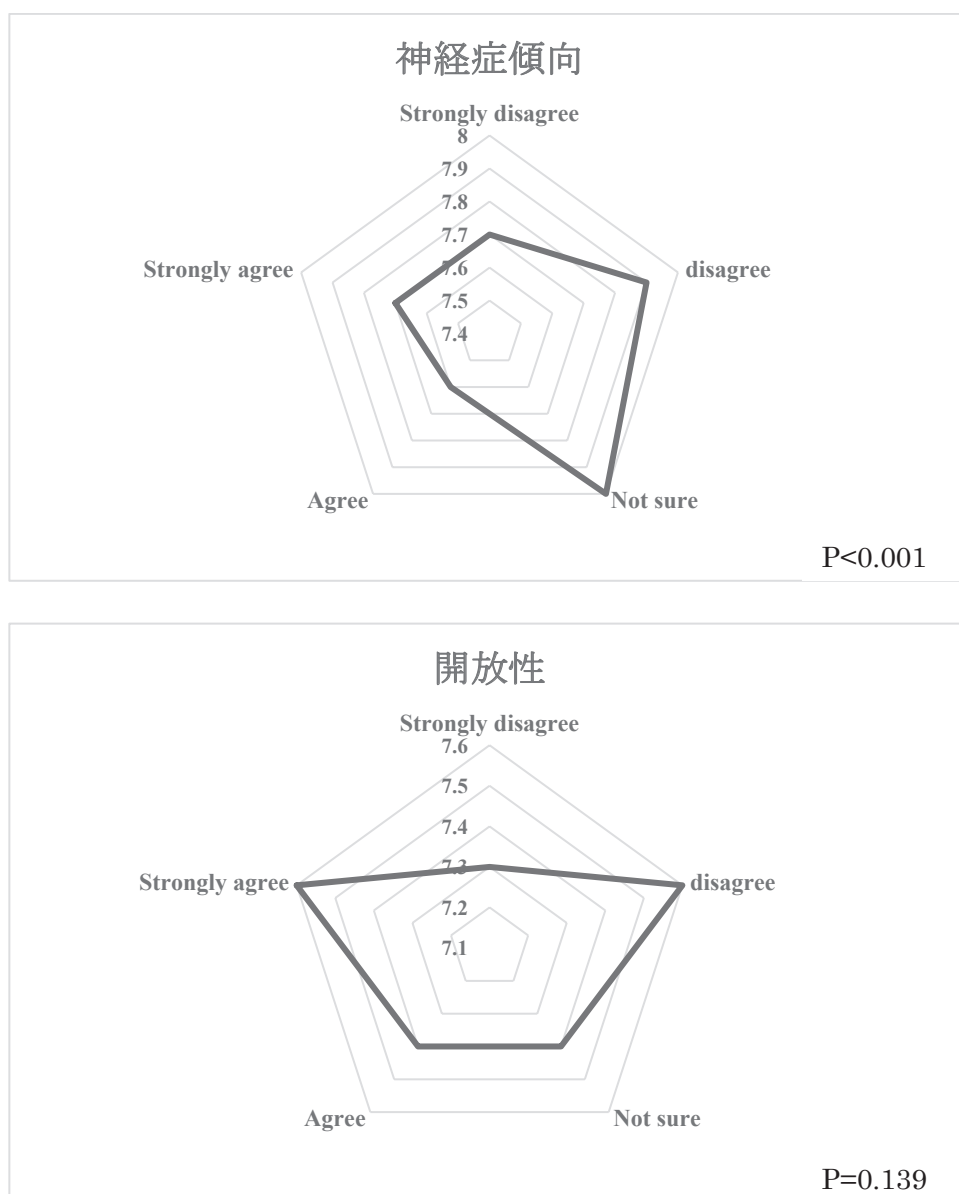 神経症傾向
Strongly disagree
8
7.9
7.8
7.7
7.6
7.5
7.4
Strongly agree
disagree
Agree
Not sure
P<0.001
開放性
Strongly disagree
7.6
7.5
7.4
7.3
7.2
7.1
Strongly agree
disagree
Agree
Not sure
P=0.139